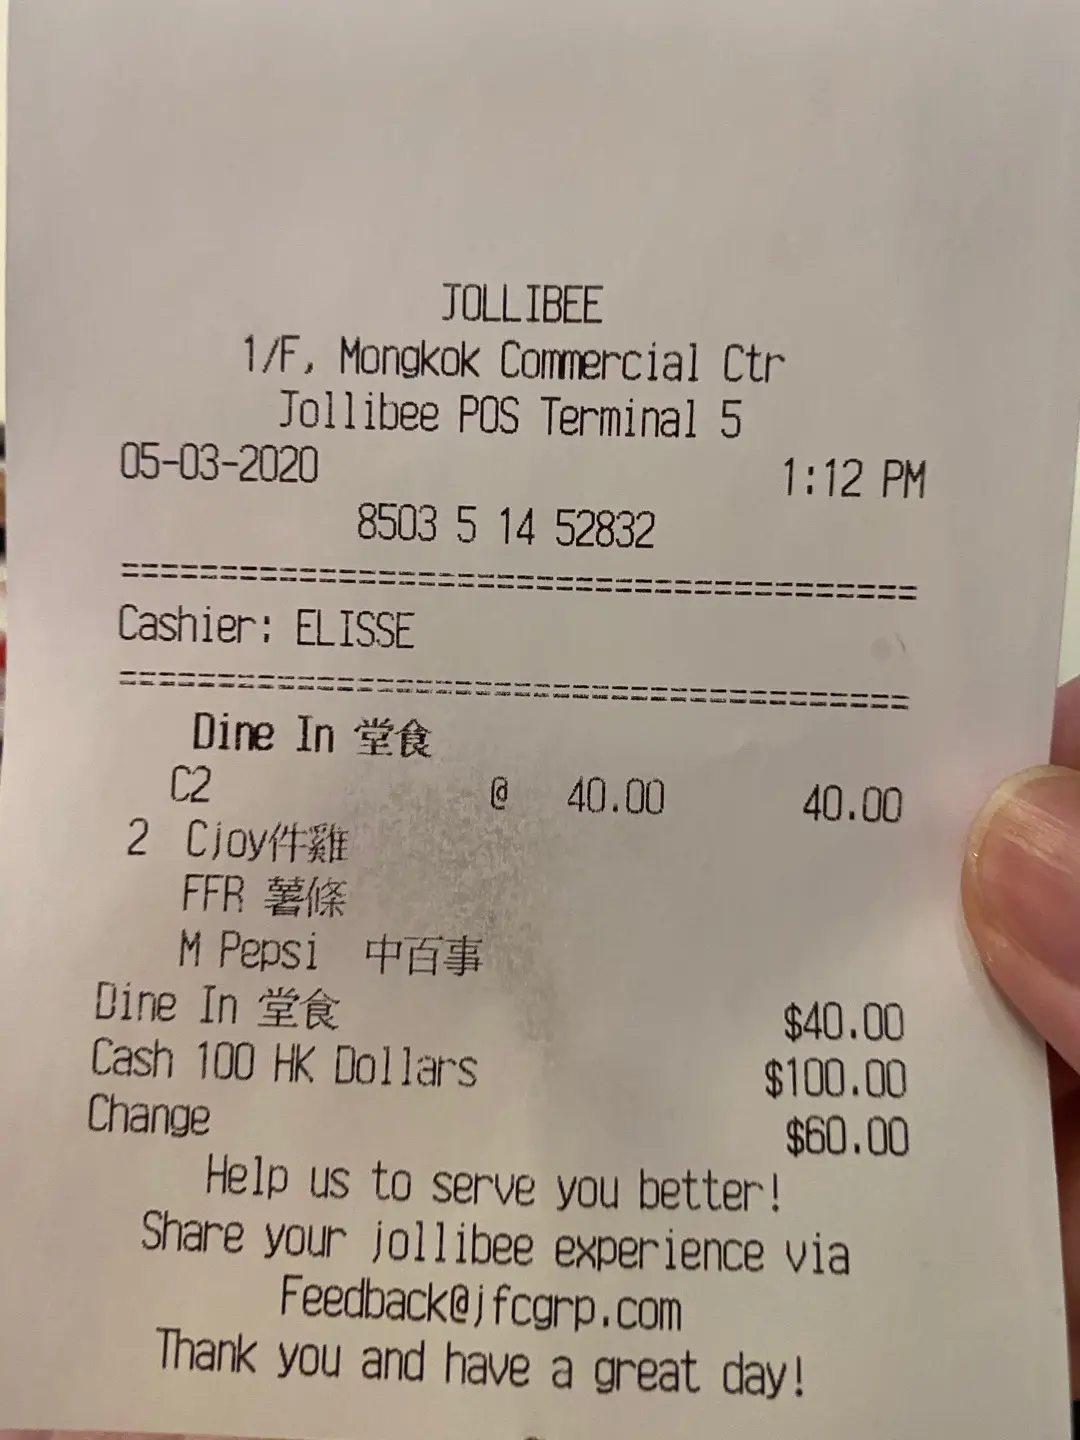 JOLLIBEE
1/F, Mongkok Commercial Ctr
Jollibee POS Terminal 5
05-03-2020 1:12 PM
8503 5 14 52832
========================================
Cashier: ELISSE
========================================
Dine In 堂食
C2 @ 40.00 40.00
2 Cjoy件雞
FFR 薯條
M Pepsi 中百事
Dine In 堂食 $40.00
Cash 100 HK Dollars $100.00
Change $60.00
Help us to serve you better!
Share your jollibee experience via
Feedback@jfcgrp.com
Thank you and have a great day!